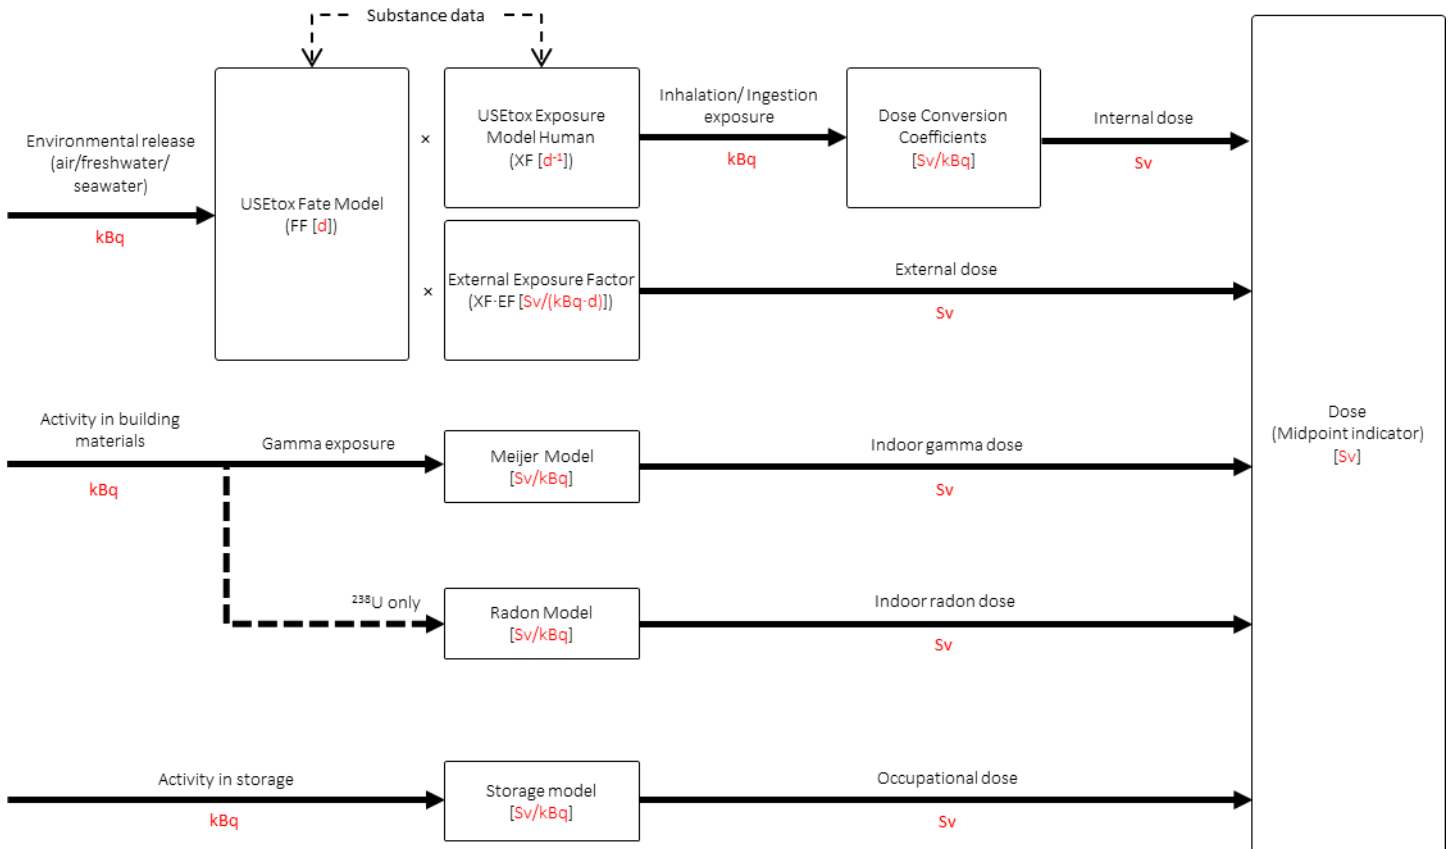 Substance data
Environmental release
(air/freshwater/
seawater)
kBq
USEtox Fate Model
(FF [d])
×
USEtox Exposure
Model Human
(XF [d⁻¹])
Inhalation/ Ingestion
exposure
kBq
Dose Conversion
Coefficients
[Sv/kBq]
Internal dose
Sv
×
External Exposure Factor
(XF·EF [Sv/(kBq·d)])
External dose
Sv
Activity in building
materials
kBq
Gamma exposure
Meijer Model
[Sv/kBq]
Indoor gamma dose
Sv
²³⁸U only
Radon Model
[Sv/kBq]
Indoor radon dose
Sv
Activity in storage
kBq
Storage model
[Sv/kBq]
Occupational dose
Sv
Dose
(Midpoint indicator)
[Sv]